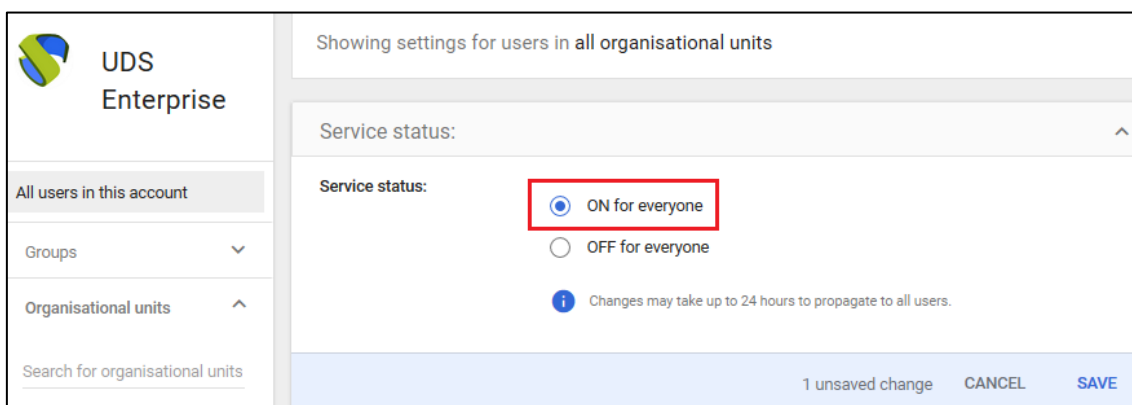 UDS
Enterprise
All users in this account
Groups
Organisational units
Search for organisational units
Showing settings for users in all organisational units
Service status:
Service status:
ON for everyone
OFF for everyone
i
Changes may take up to 24 hours to propagate to all users.
1 unsaved change CANCEL SAVE